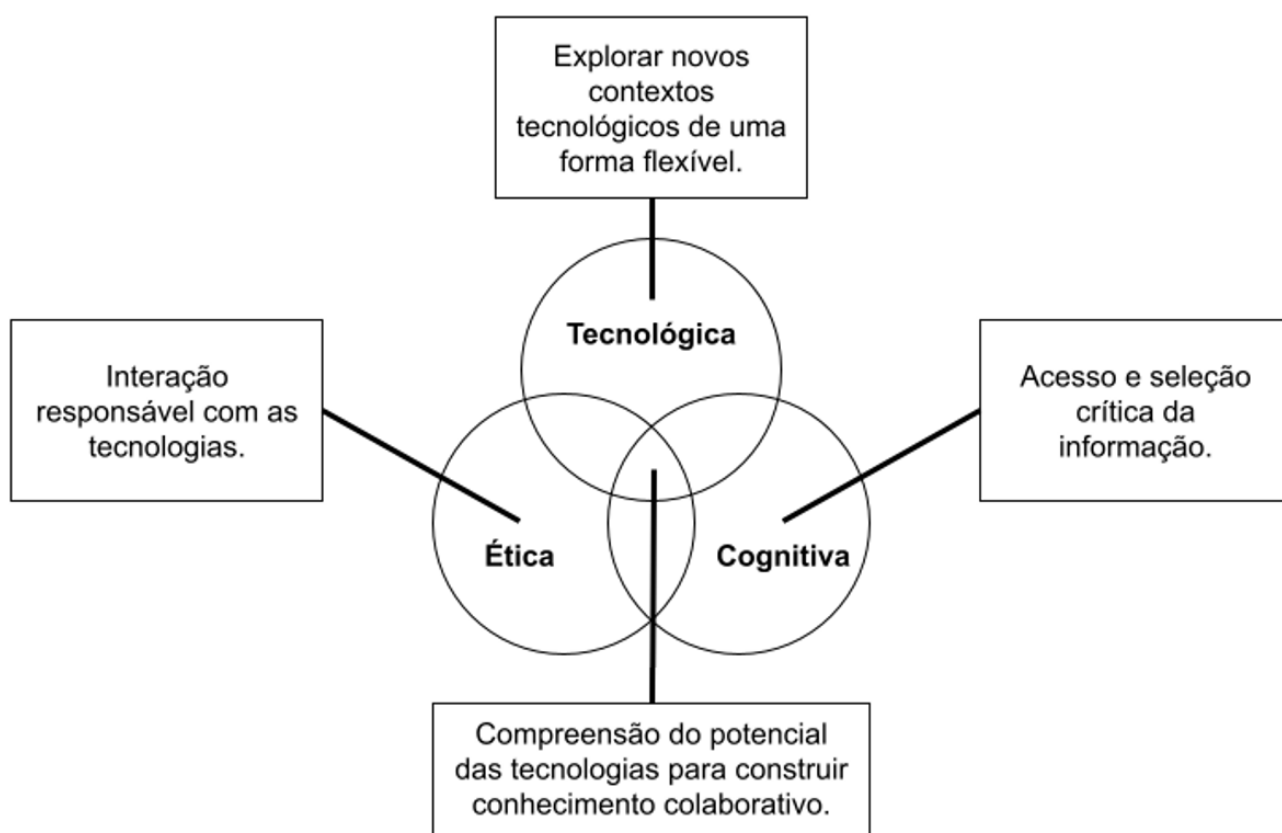 Explorar novos
contextos
tecnológicos de uma
forma flexível.
Tecnológica
Interação
responsável com as
tecnologias.
Acesso e seleção
crítica da
informação.
Ética
Cognitiva
Compreensão do potencial
das tecnologias para construir
conhecimento colaborativo.